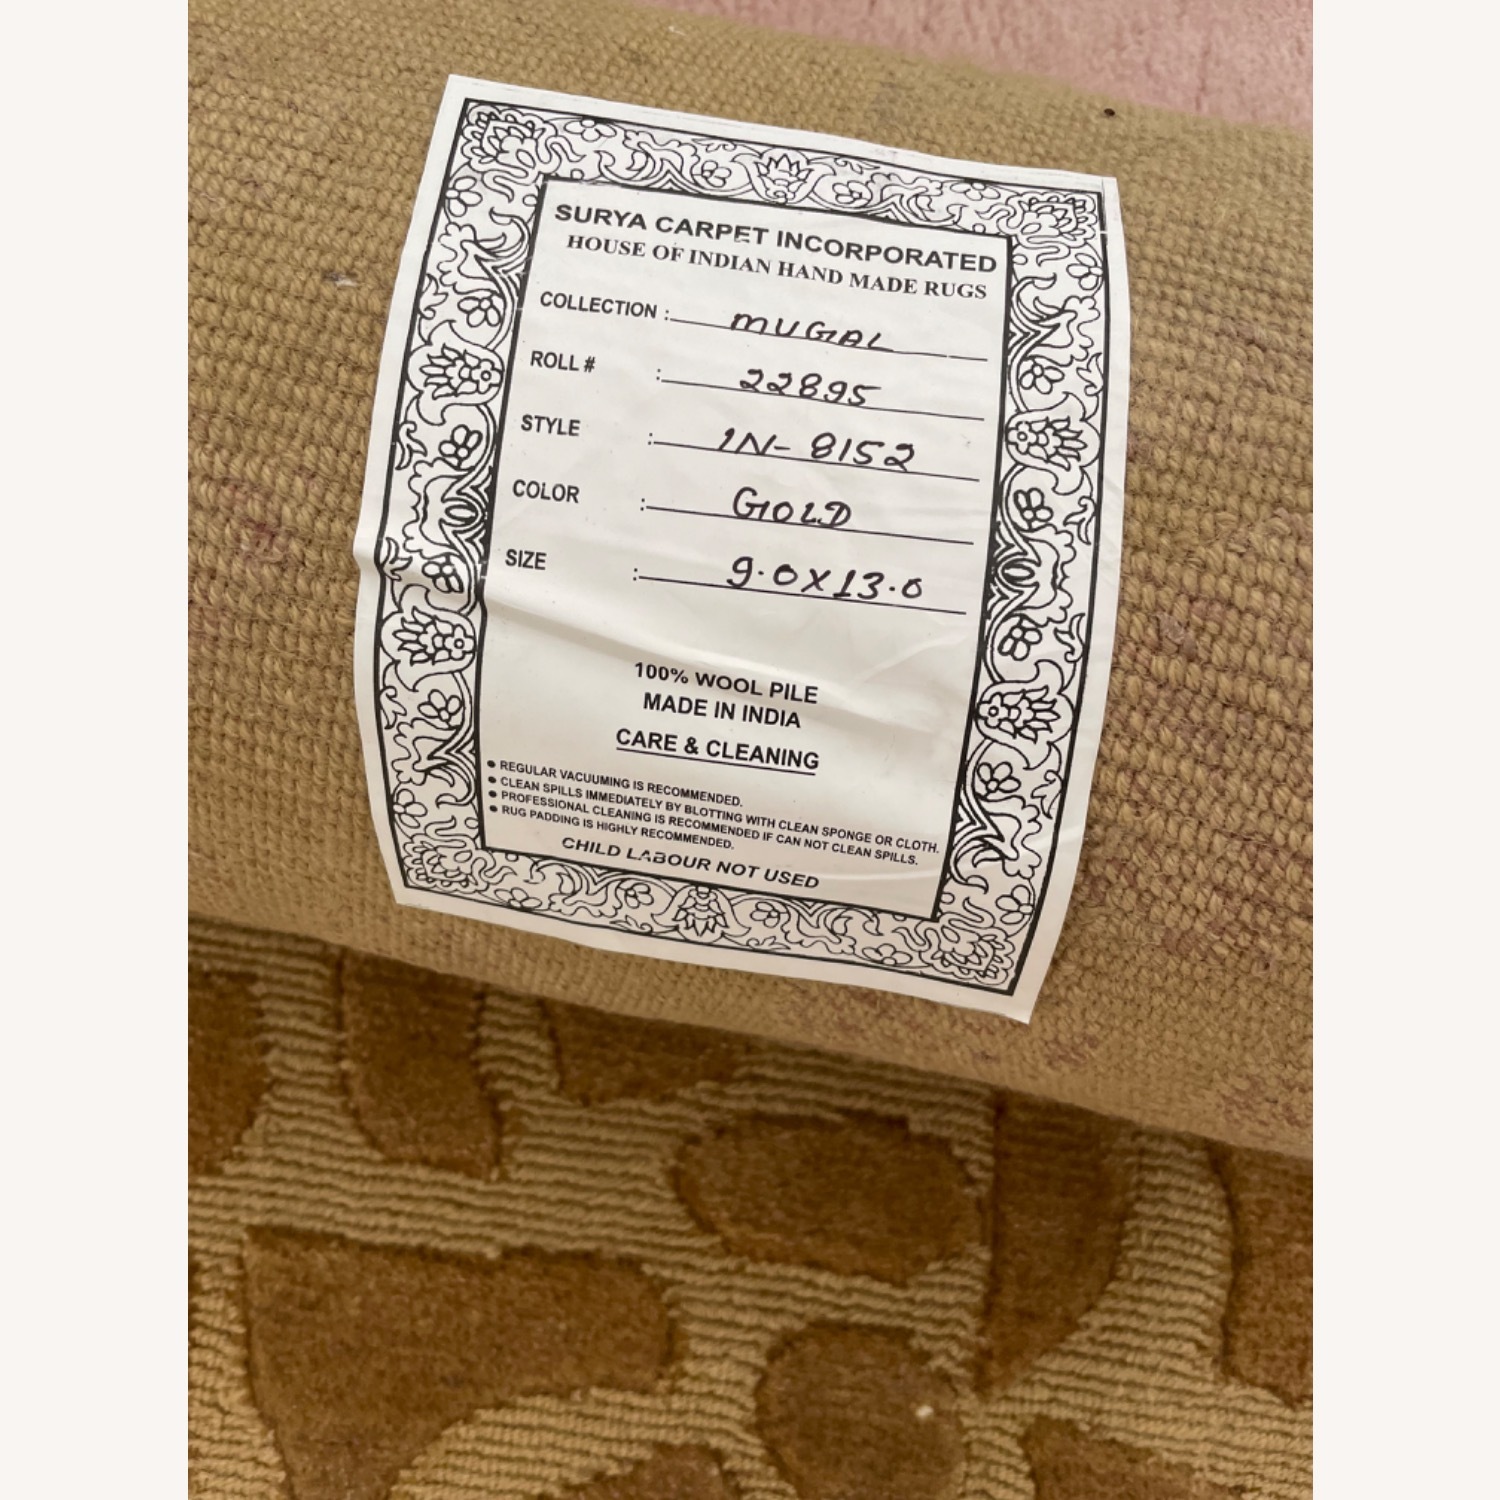 SURYA CARPET INCORPORATED
HOUSE OF INDIAN HAND MADE RUGS
COLLECTION : MUGAL
ROLL # : 22895
STYLE : IN-8152
COLOR : GOLD
SIZE : 9.0X13.0
100% WOOL PILE
MADE IN INDIA
CARE & CLEANING
● REGULAR VACUUMING IS RECOMMENDED.
● CLEAN SPILLS IMMEDIATELY BY BLOTTING WITH CLEAN SPONGE OR CLOTH.
● PROFESSIONAL CLEANING IS RECOMMENDED IF CAN NOT CLEAN SPILLS.
● RUG PADDING IS HIGHLY RECOMMENDED.
CHILD LABOUR NOT USED